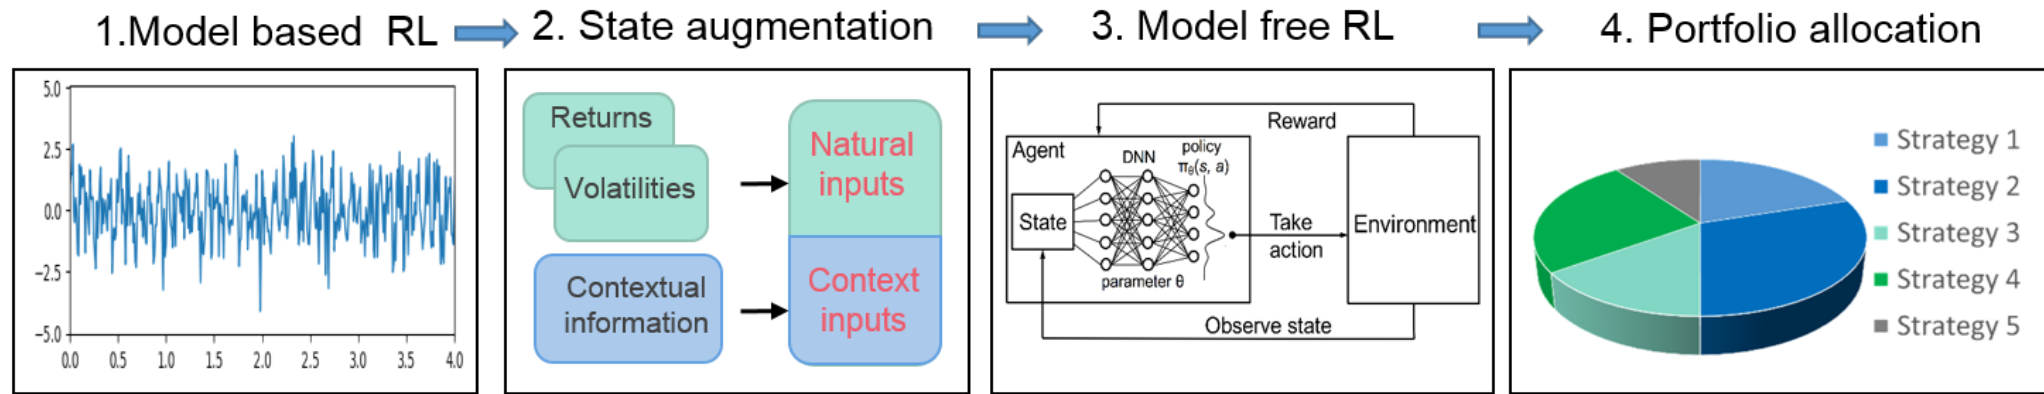 1.Model based RL
2. State augmentation
3. Model free RL
4. Portfolio allocation
5.0
2.5
0.0
−2.5
−5.0
0.0 0.5 1.0 1.5 2.0 2.5 3.0 3.5 4.0
Returns
Volatilities
Contextual
information
Natural
inputs
Context
inputs
Reward
Agent
DNN
policy
πθ(s, a)
State
parameter θ
Take
action
Environment
Observe state
Strategy 1
Strategy 2
Strategy 3
Strategy 4
Strategy 5